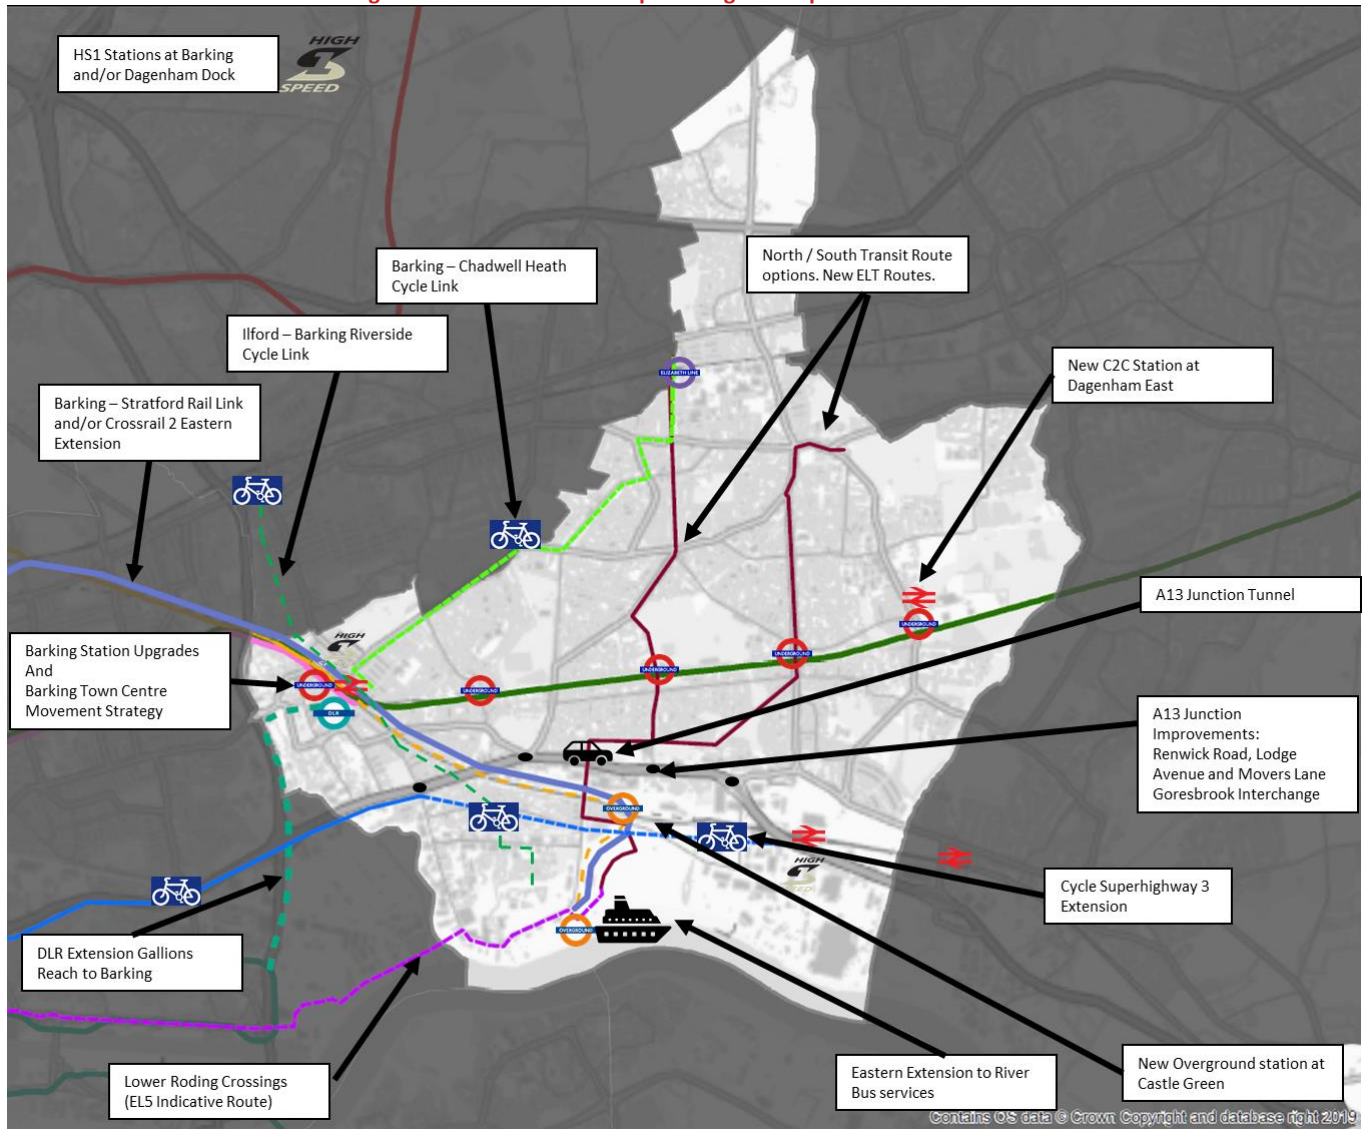 HS1 Stations at Barking
and/or Dagenham Dock
HIGH
SPEED
Barking – Chadwell Heath
Cycle Link
North / South Transit Route
options. New ELT Routes.
Ilford – Barking Riverside
Cycle Link
New C2C Station at
Dagenham East
Barking – Stratford Rail Link
and/or Crossrail 2 Eastern
Extension
ELIZABETH LINE
A13 Junction Tunnel
UNDERGROUND
UNDERGROUND
UNDERGROUND
UNDERGROUND
UNDERGROUND
HIGH
Barking Station Upgrades
And
Barking Town Centre
Movement Strategy
DLR
A13 Junction
Improvements:
Renwick Road, Lodge
Avenue and Movers Lane
Goresbrook Interchange
OVERGROUND
HIGH
Cycle Superhighway 3
Extension
OVERGROUND
DLR Extension Gallions
Reach to Barking
Lower Roding Crossings
(EL5 Indicative Route)
Eastern Extension to River
Bus services
New Overground station at
Castle Green
Contains OS data © Crown Copyright and database right 2019